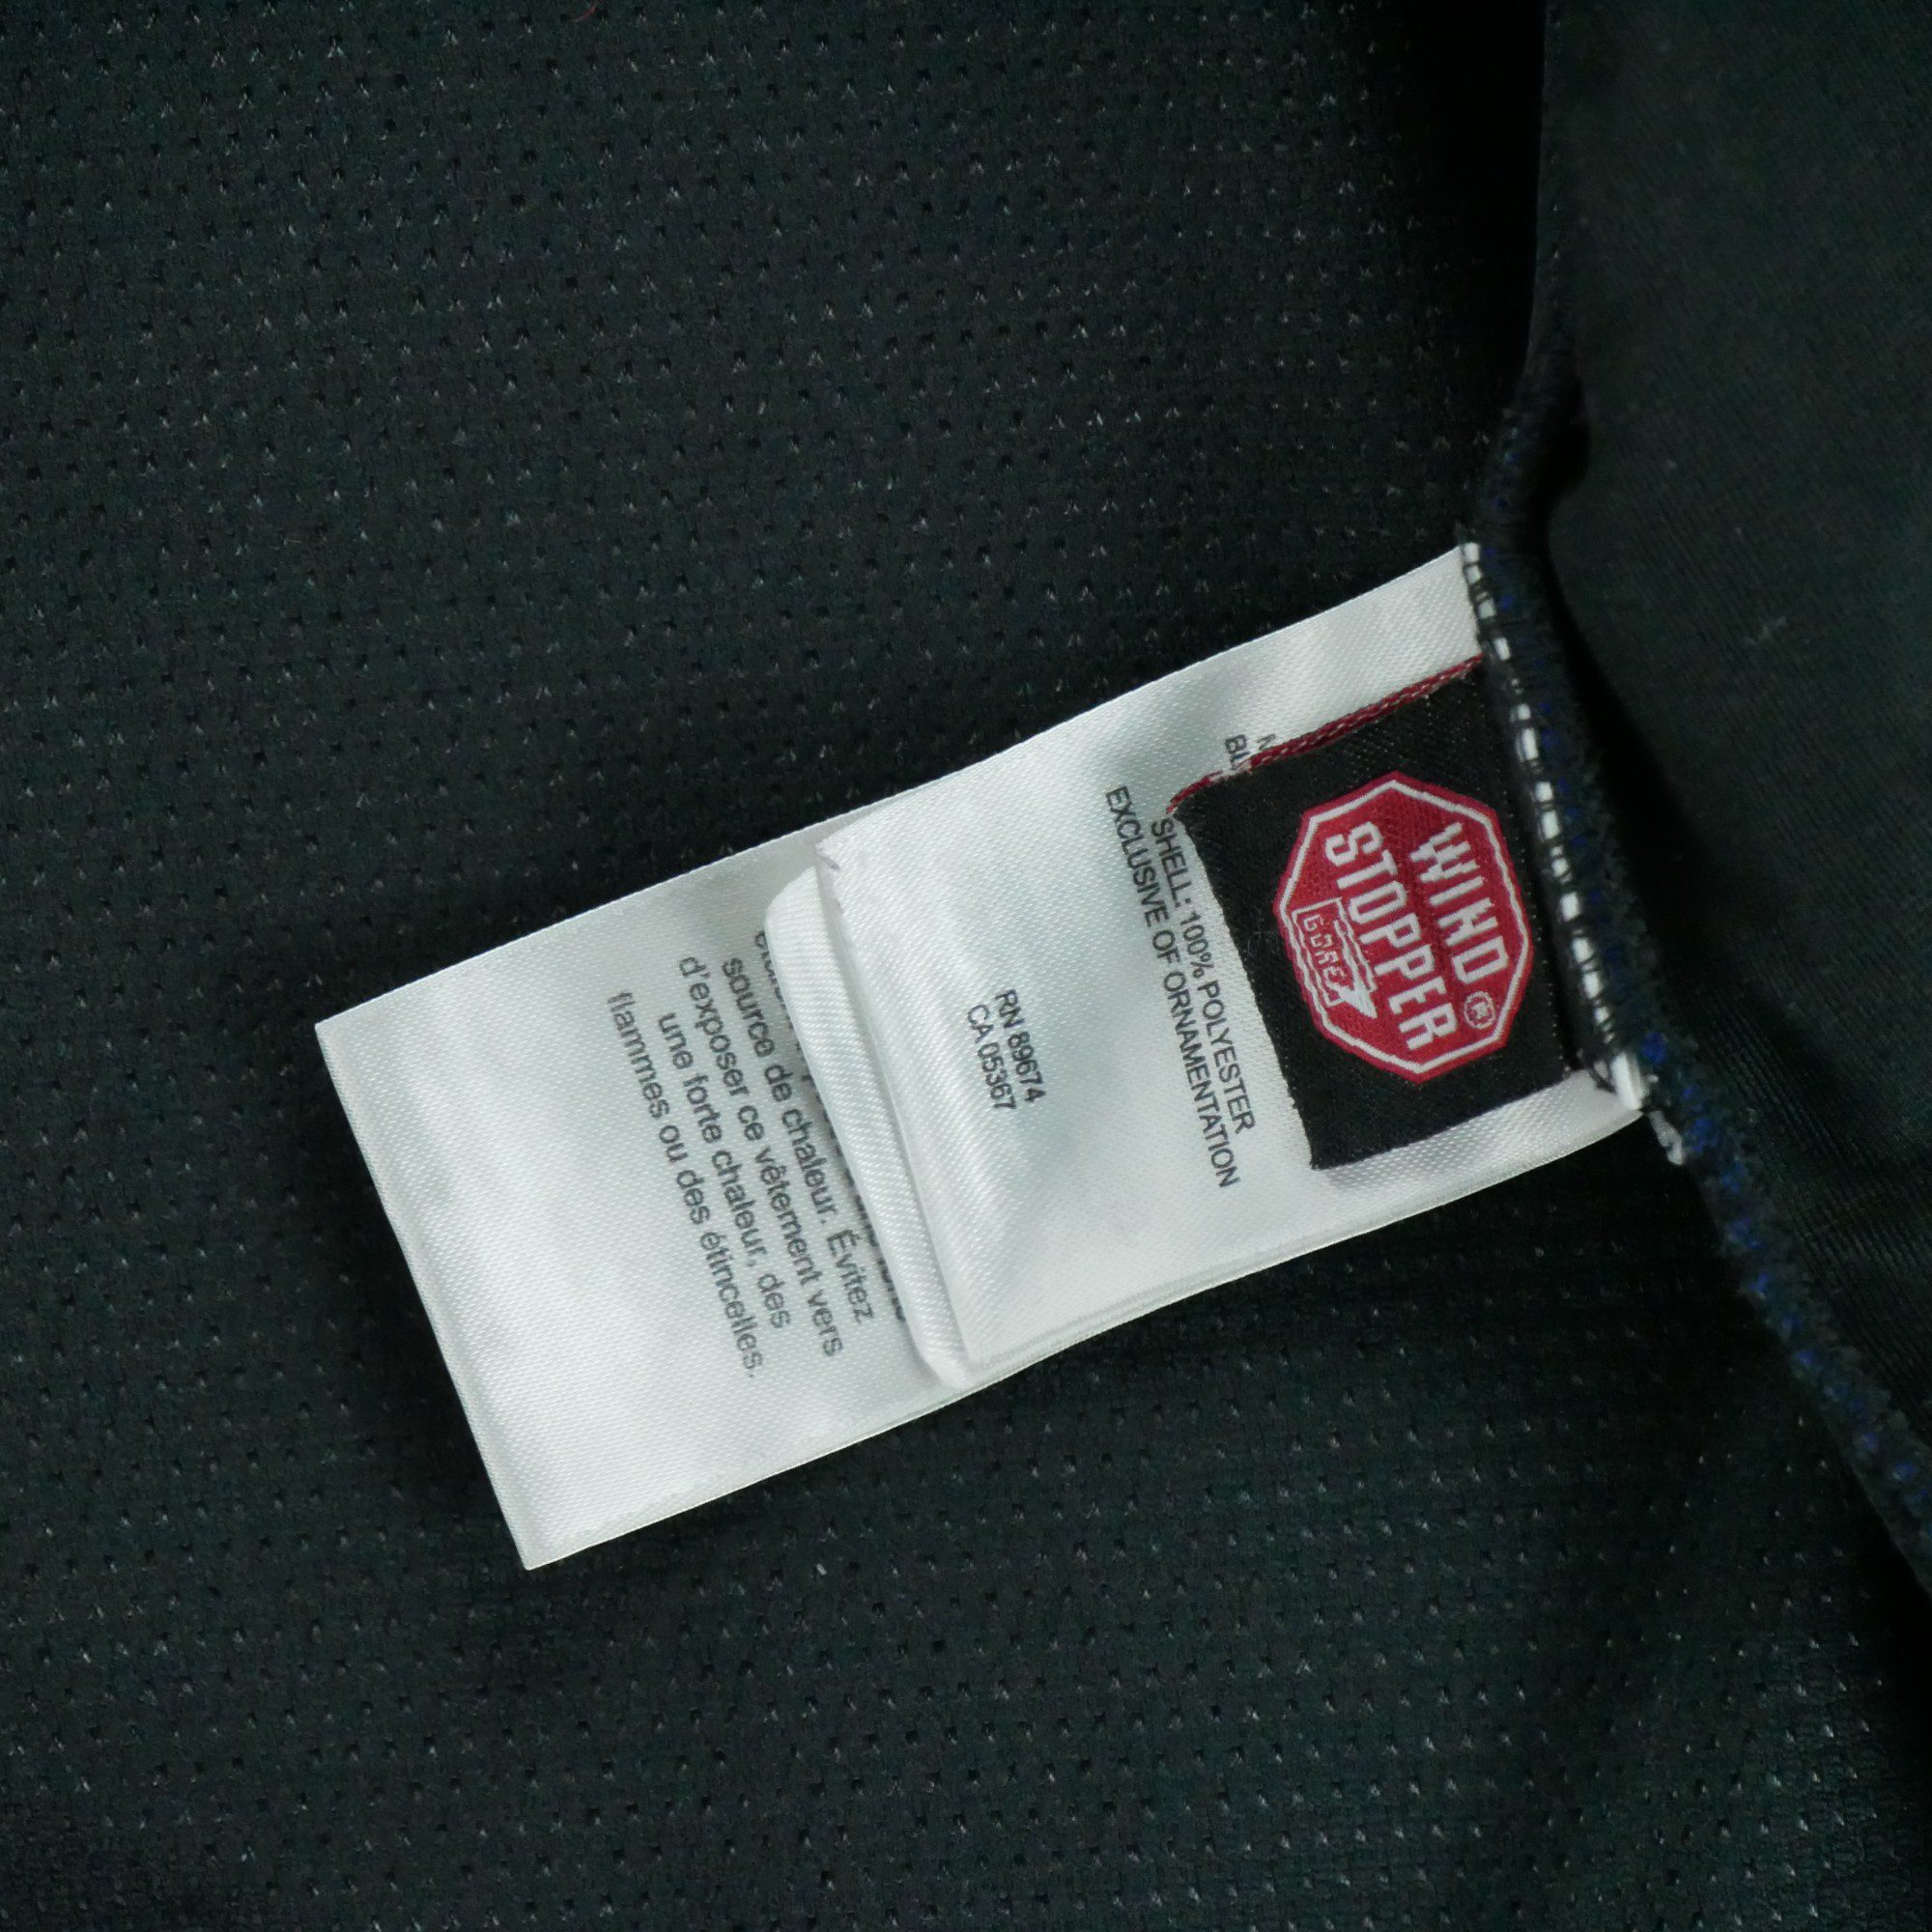 WIND
STOPPER®
GORE
SHELL: 100% POLYESTER
EXCLUSIVE OF ORNAMENTATION
RN 89674
CA 05367
source de chaleur. Évitez
d'exposer ce vêtement vers
une forte chaleur, des
flammes ou des étincelles.